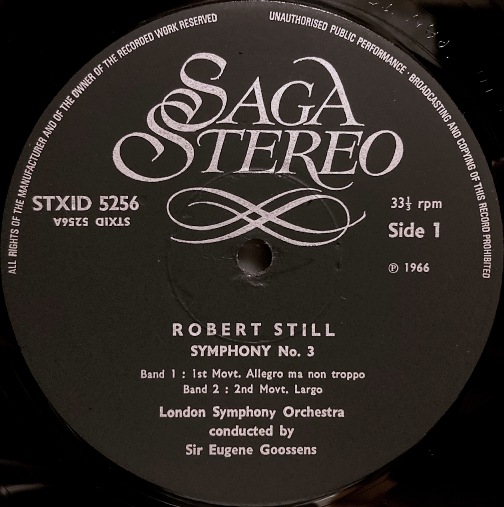 ALL RIGHTS OF THE MANUFACTURER AND OF THE OWNER OF THE RECORDED WORK RESERVED
UNAUTHORISED PUBLIC PERFORMANCE · BROADCASTING AND COPYING OF THIS RECORD PROHIBITED
SAGA
STEREO
STXID 5256
STXID 5256A
33⅓ rpm
Side 1
℗ 1966
ROBERT STILL
SYMPHONY No. 3
Band 1 : 1st Movt. Allegro ma non troppo
Band 2 : 2nd Movt. Largo
London Symphony Orchestra
conducted by
Sir Eugene Goossens